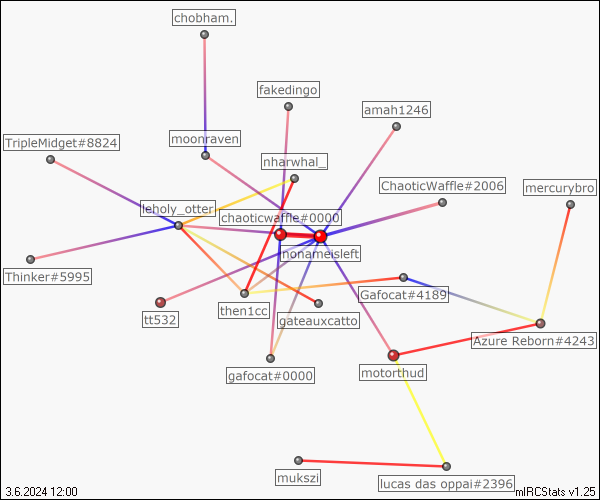 chobham.
fakedingo
amah1246
TripleMidget#8824
moonraven
nharwhal_
ChaoticWaffle#2006
mercurybro
leholy_otter
chaoticwaffle#0000
nonameisleft
Thinker#5995
Gafocat#4189
then1cc
tt532
gateauxcatto
Azure Reborn#4243
gafocat#0000
motorthud
mukszi
lucas das oppai#2396
3.6.2024 12:00
mIRCStats v1.25